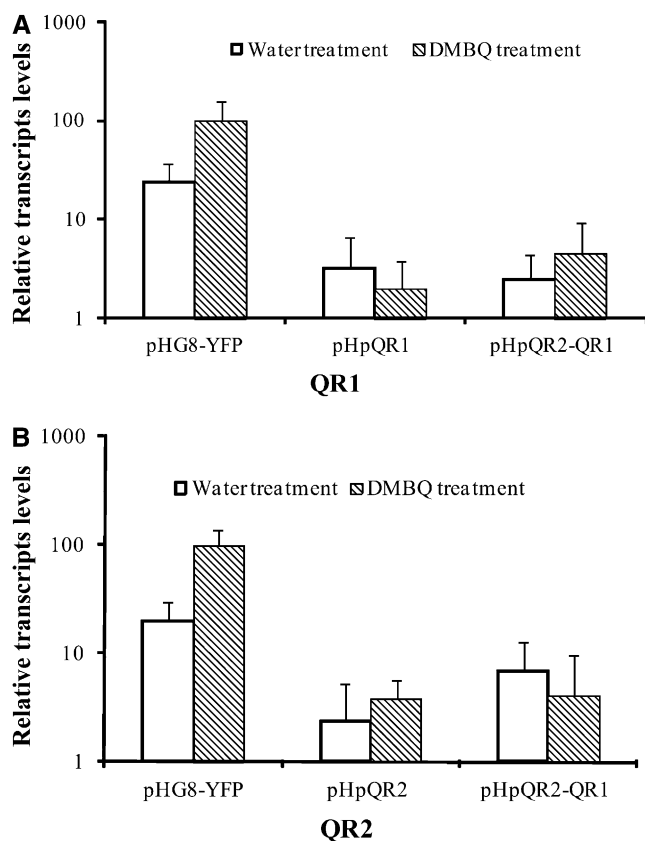 A
1000
100
10
1
Relative transcripts levels
Water treatment DMBQ treatment
pHG8-YFP pHpQR1 pHpQR2-QR1
QR1
B
1000
100
10
1
Relative transcripts levels
Water treatment DMBQ treatment
pHG8-YFP pHpQR2 pHpQR2-QR1
QR2